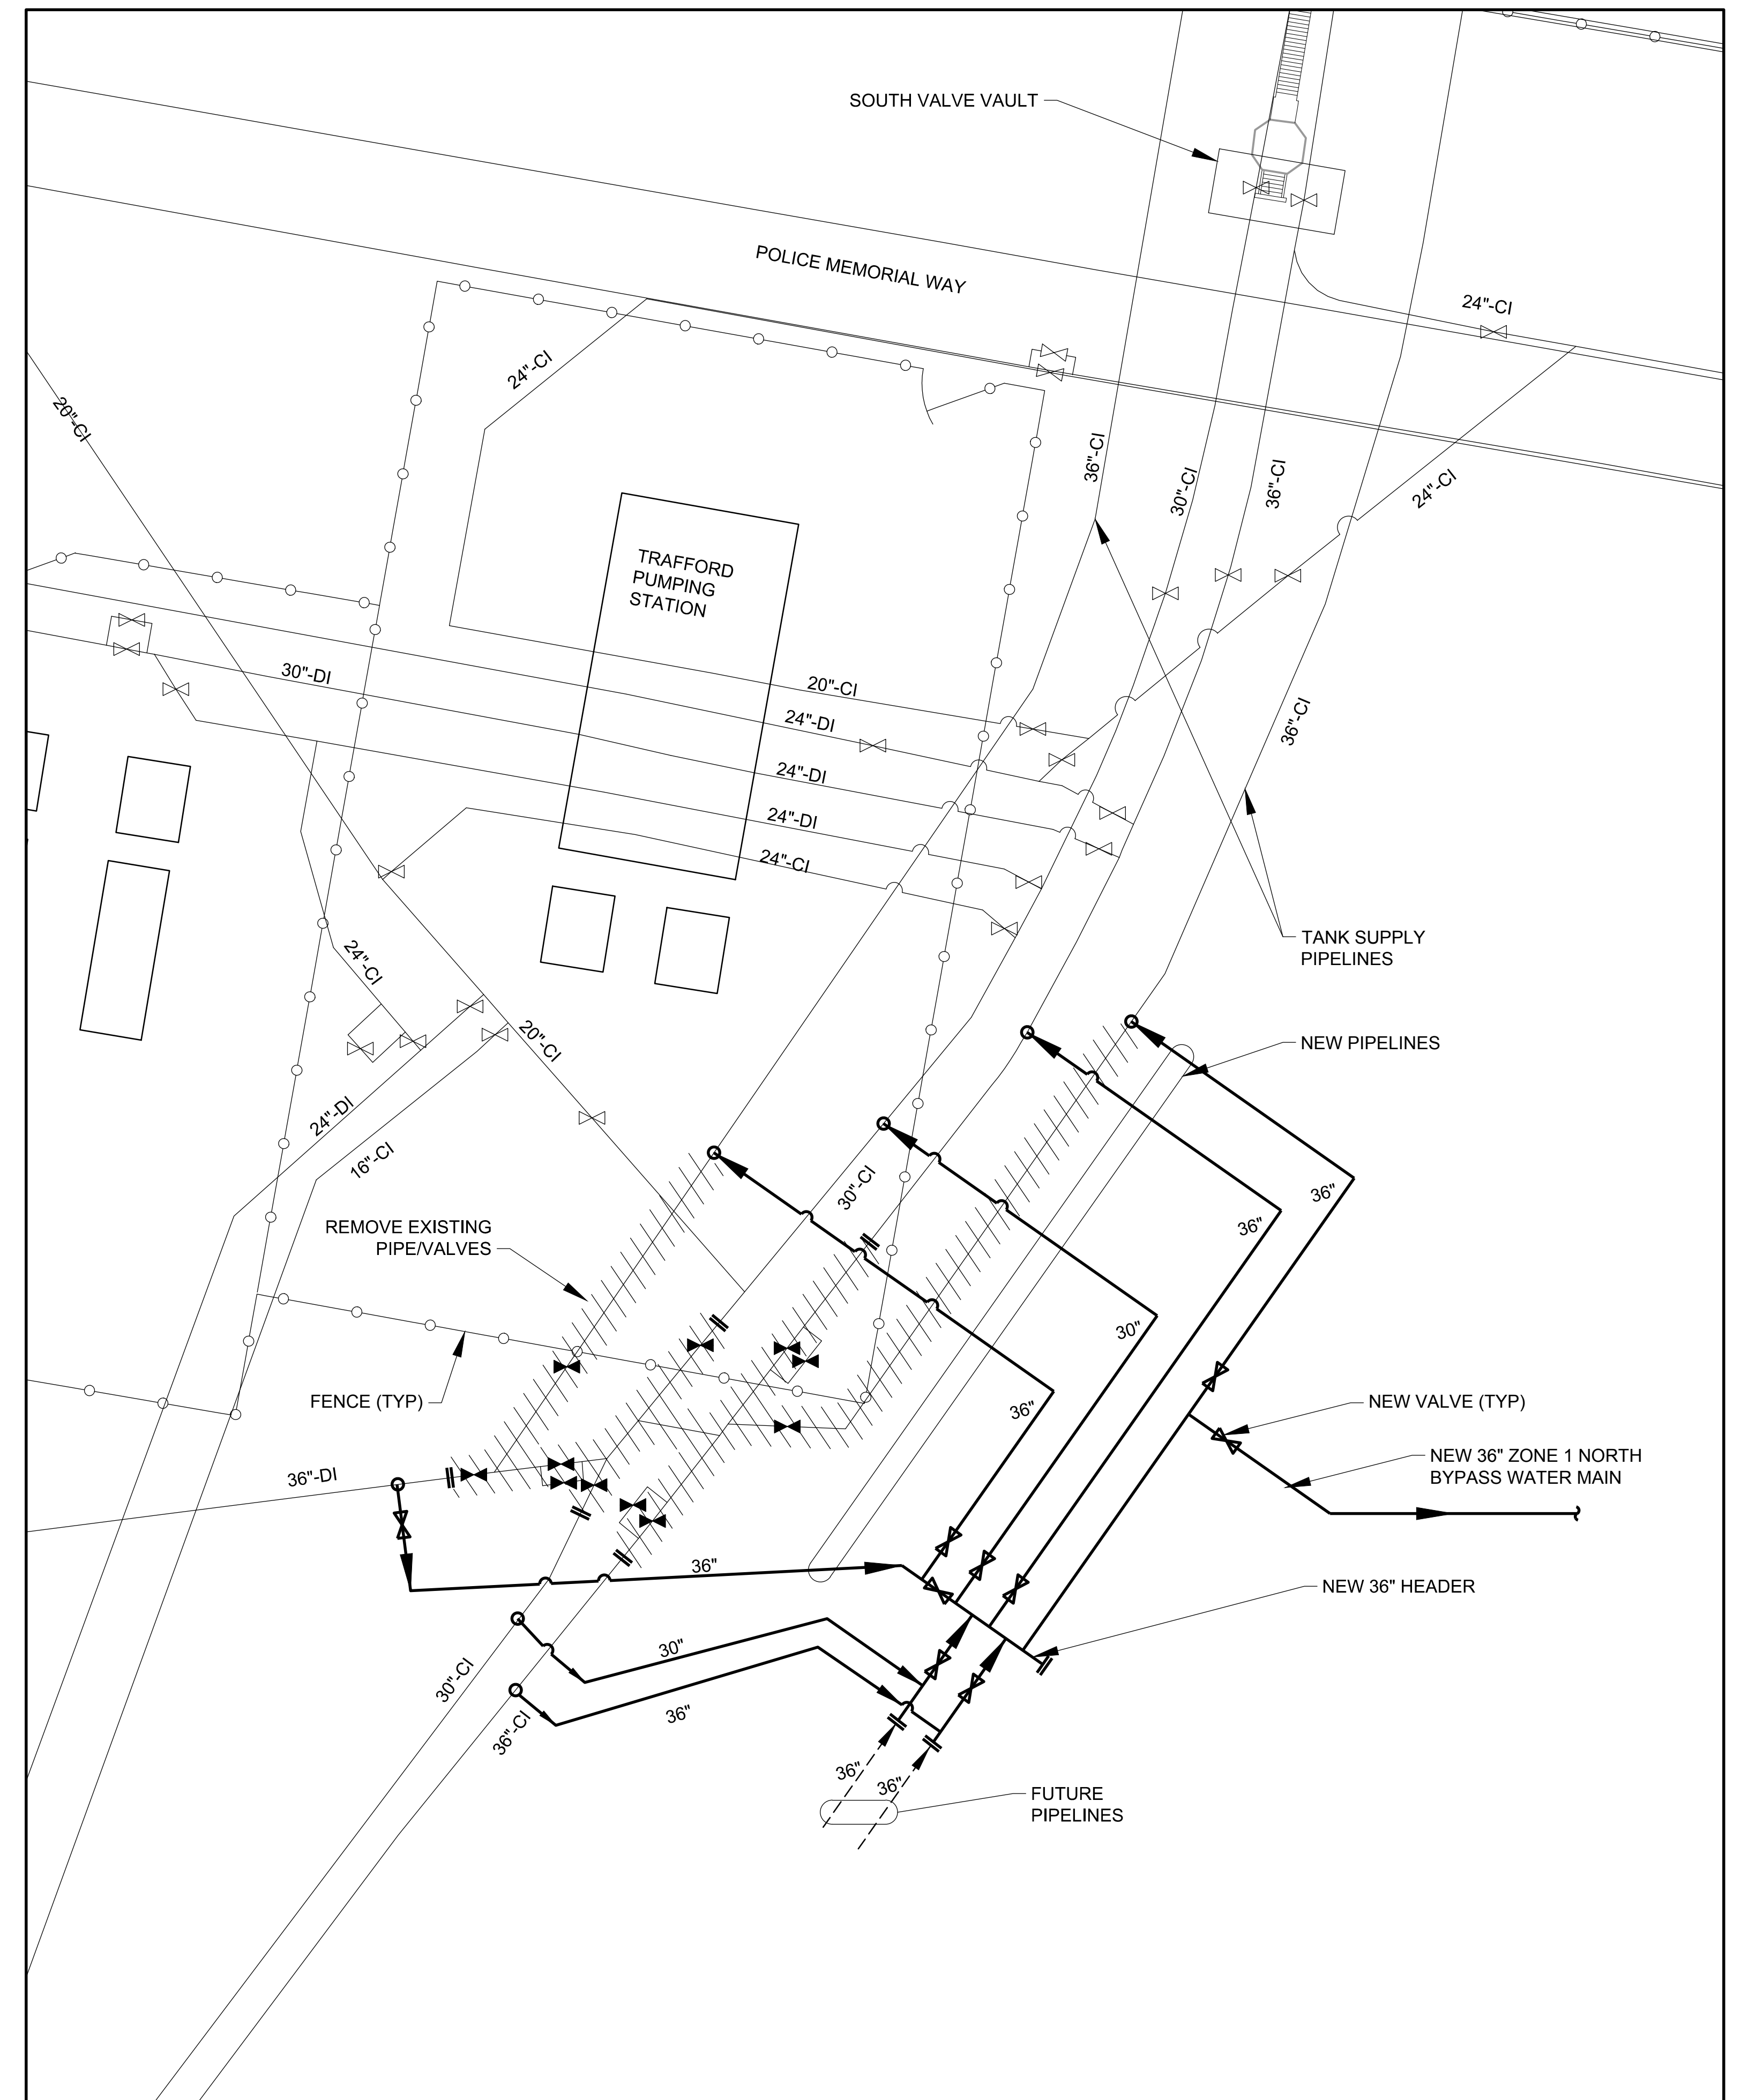 SOUTH VALVE VAULT
POLICE MEMORIAL WAY
24"-CI
24"-CI
20"-CI
36"-CI
30"-CI
36"-CI
24"-CI
TRAFFORD
PUMPING
STATION
30"-DI
20"-CI
24"-DI
36"-CI
24"-DI
24"-DI
24"-CI
TANK SUPPLY
PIPELINES
24"-CI
20"-CI
NEW PIPELINES
24"-DI
16"-CI
30"-CI
36"
36"
REMOVE EXISTING
PIPE/VALVES
30"
FENCE (TYP)
36"
NEW VALVE (TYP)
NEW 36" ZONE 1 NORTH
BYPASS WATER MAIN
36"-DI
36"
NEW 36" HEADER
30"
30"-CI
36"
36"-CI
36"
36"
FUTURE
PIPELINES